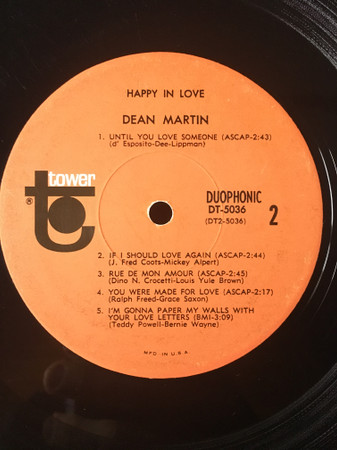 HAPPY IN LOVE
DEAN MARTIN
1. UNTIL YOU LOVE SOMEONE (ASCAP-2:43)
(d' Esposito-Dee-Lippman)
tower
®
DUOPHONIC
DT-5036
(DT2-5036)
2
2. IF I SHOULD LOVE AGAIN (ASCAP-2:44)
(J. Fred Coots-Mickey Alpert)
3. RUE DE MON AMOUR (ASCAP-2:45)
(Dino N. Crocetti-Louis Yule Brown)
4. YOU WERE MADE FOR LOVE (ASCAP-2:17)
(Ralph Freed-Grace Saxon)
5. I'M GONNA PAPER MY WALLS WITH
YOUR LOVE LETTERS (BMI-3:09)
(Teddy Powell-Bernie Wayne)
MFD. IN U.S.A.